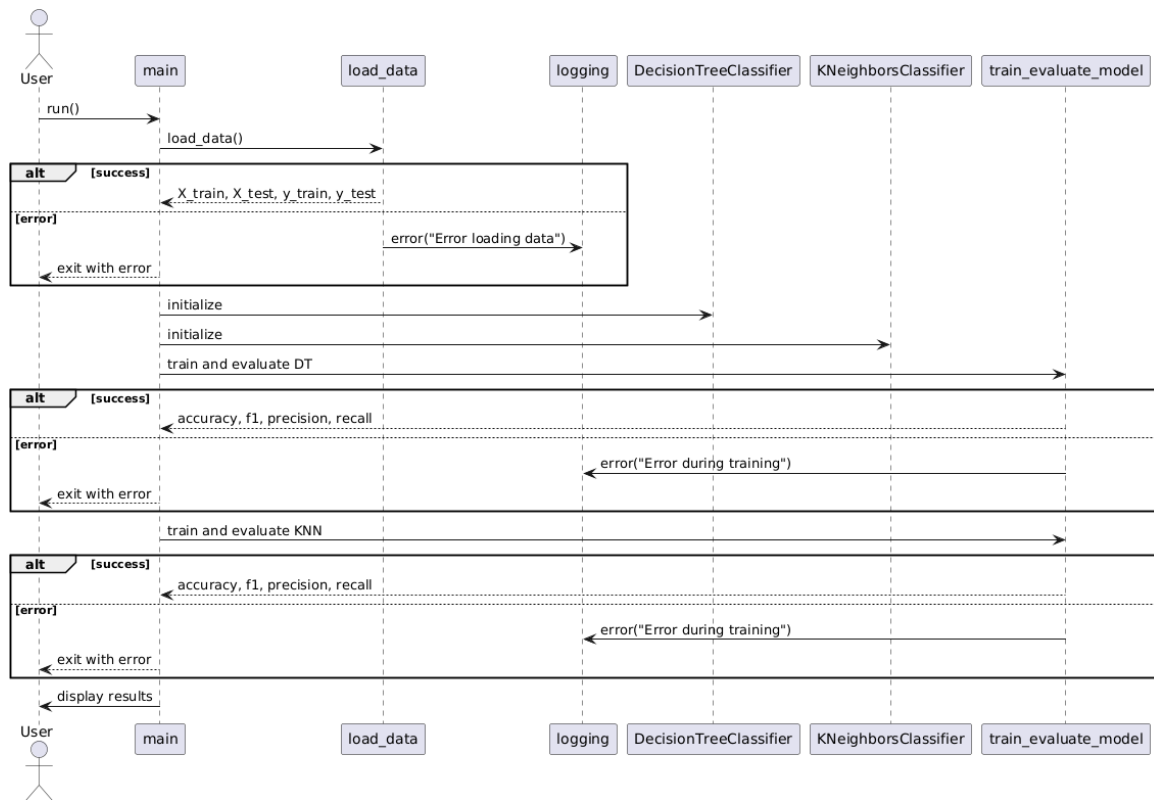 User
main
load_data
logging
DecisionTreeClassifier
KNeighborsClassifier
train_evaluate_model
run()
load_data()
alt
[success]
X_train, X_test, y_train, y_test
[error]
error("Error loading data")
exit with error
initialize
initialize
train and evaluate DT
alt
[success]
accuracy, f1, precision, recall
[error]
error("Error during training")
exit with error
train and evaluate KNN
alt
[success]
accuracy, f1, precision, recall
[error]
error("Error during training")
exit with error
display results
User
main
load_data
logging
DecisionTreeClassifier
KNeighborsClassifier
train_evaluate_model